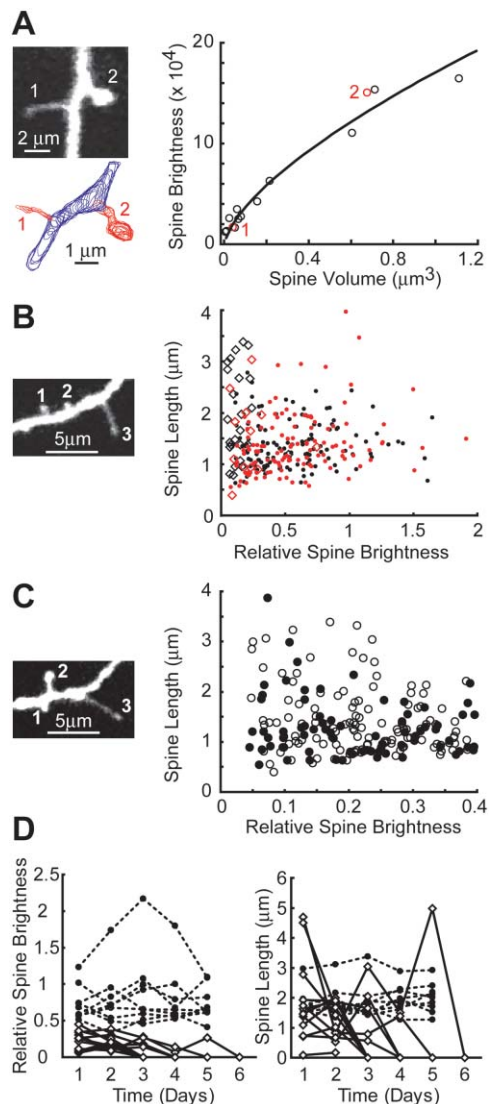 A
1
2
2 μm
1
2
1 μm
Spine Brightness (x 10⁴)
20
10
0
2
1
0
0.4
0.8
1.2
Spine Volume (μm³)
B
1
2
3
5μm
Spine Length (μm)
4
3
2
1
0
0
0.5
1
1.5
2
Relative Spine Brightness
C
2
1
3
5μm
Spine Length (μm)
4
3
2
1
0
0
0.1
0.2
0.3
0.4
Relative Spine Brightness
D
Relative Spine Brightness
2.5
2
1.5
1
0.5
0
1 2 3 4 5 6
Time (Days)
Spine Length (μm)
6
5
4
3
2
1
0
1 2 3 4 5 6
Time (Days)